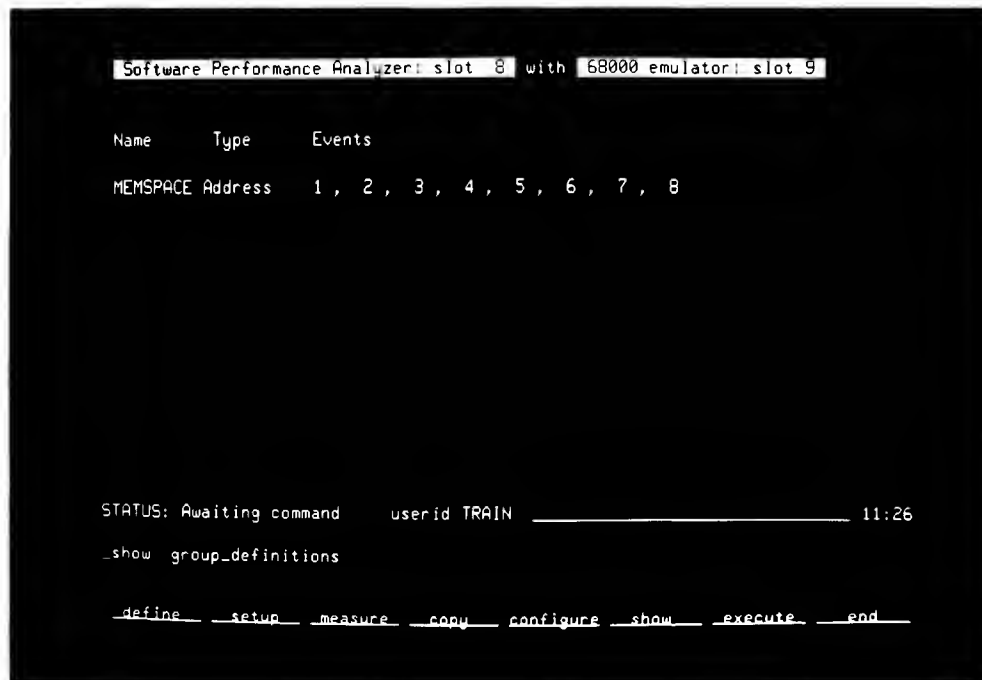 Software Performance Analyzer: slot 8 with 68000 emulator: slot 9
Name Type Events
MEMSPACE Address 1 , 2 , 3 , 4 , 5 , 6 , 7 , 8
STATUS: Awaiting command userid TRAIN 11:26
_show group_definitions
define setup measure copy configure show execute end